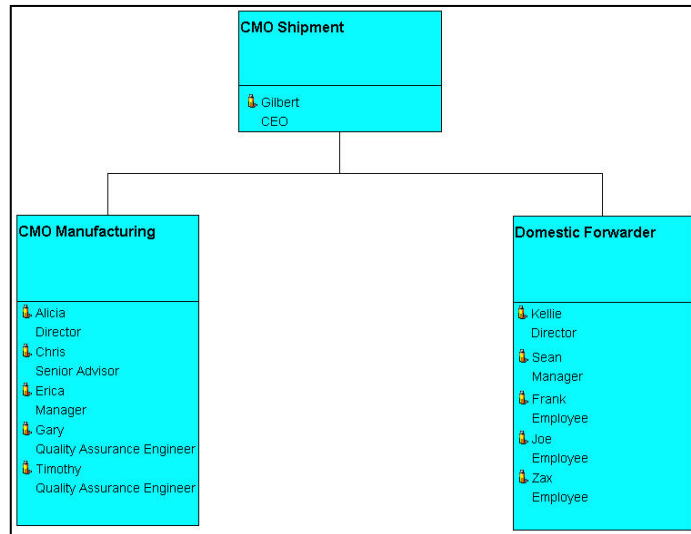 CMO Shipment
Gilbert
CEO
CMO Manufacturing
Alicia
Director
Chris
Senior Advisor
Erica
Manager
Gary
Quality Assurance Engineer
Timothy
Quality Assurance Engineer
Domestic Forwarder
Kellie
Director
Sean
Manager
Frank
Employee
Joe
Employee
Zax
Employee